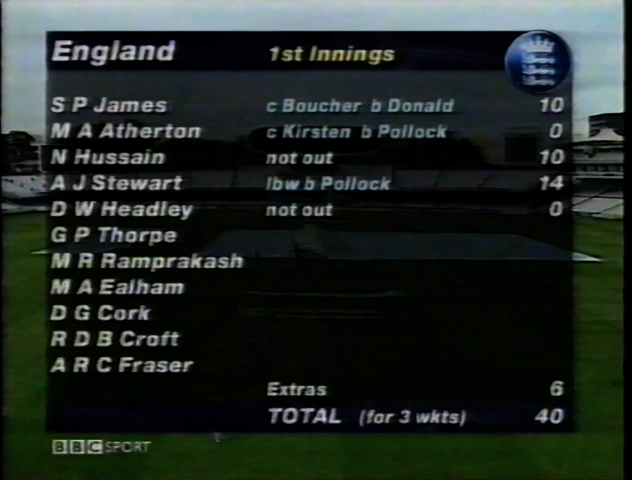 England 1st Innings
S P James c Boucher b Donald 10
M A Atherton c Kirsten b Pollock 0
N Hussain not out 10
A J Stewart lbw b Pollock 14
D W Headley not out 0
G P Thorpe
M R Ramprakash
M A Ealham
D G Cork
R D B Croft
A R C Fraser
Extras 6
TOTAL (for 3 wkts) 40
BBC SPORT